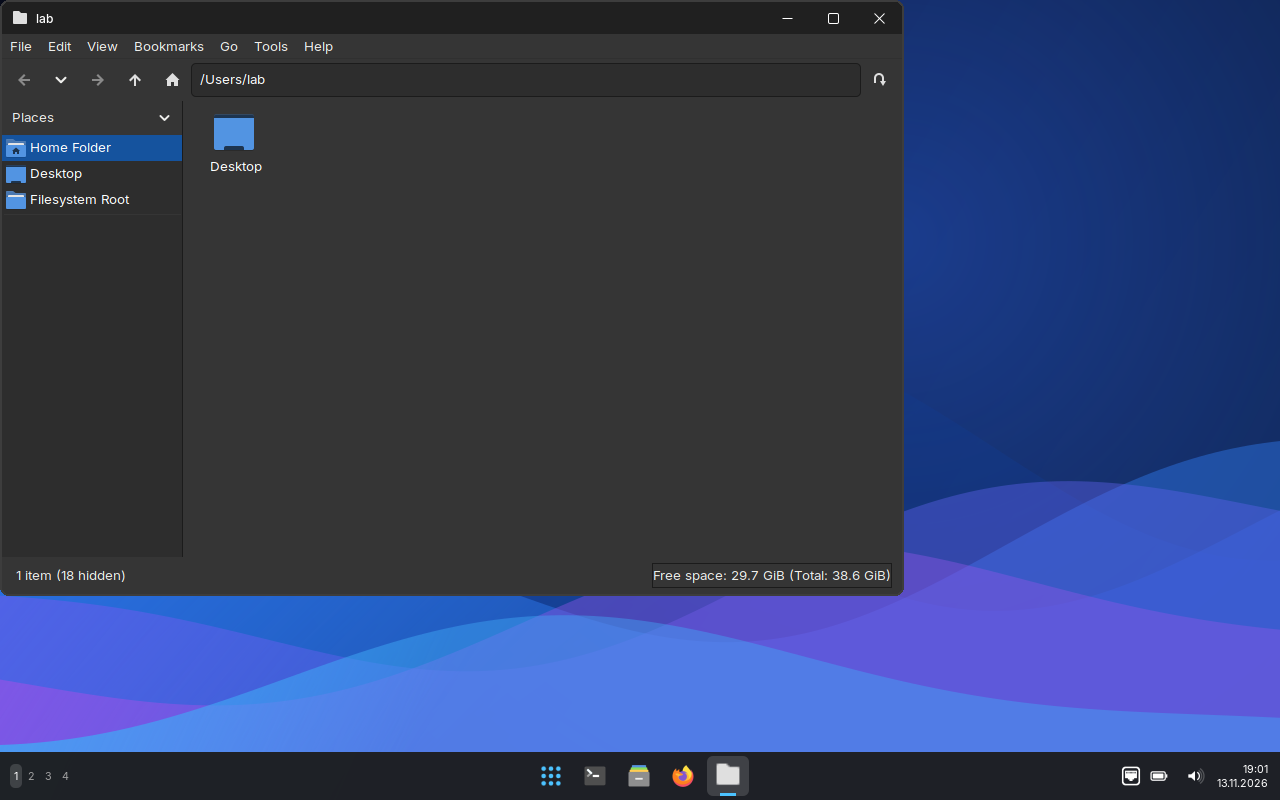 lab
File Edit View Bookmarks Go Tools Help
/Users/lab
Places
Home Folder
Desktop
Filesystem Root
Desktop
1 item (18 hidden)
Free space: 29.7 GiB (Total: 38.6 GiB)
1 2 3 4
19:01
13.11.2026